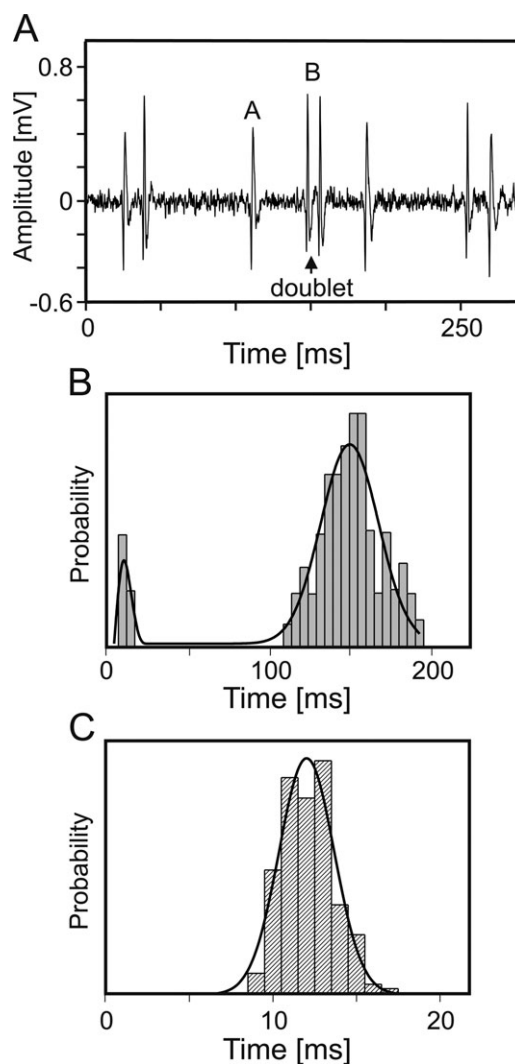 A
Amplitude [mV]
0.8
0
-0.6
A
B
doublet
0
250
Time [ms]
B
Probability
0
100
200
Time [ms]
C
Probability
0
10
20
Time [ms]